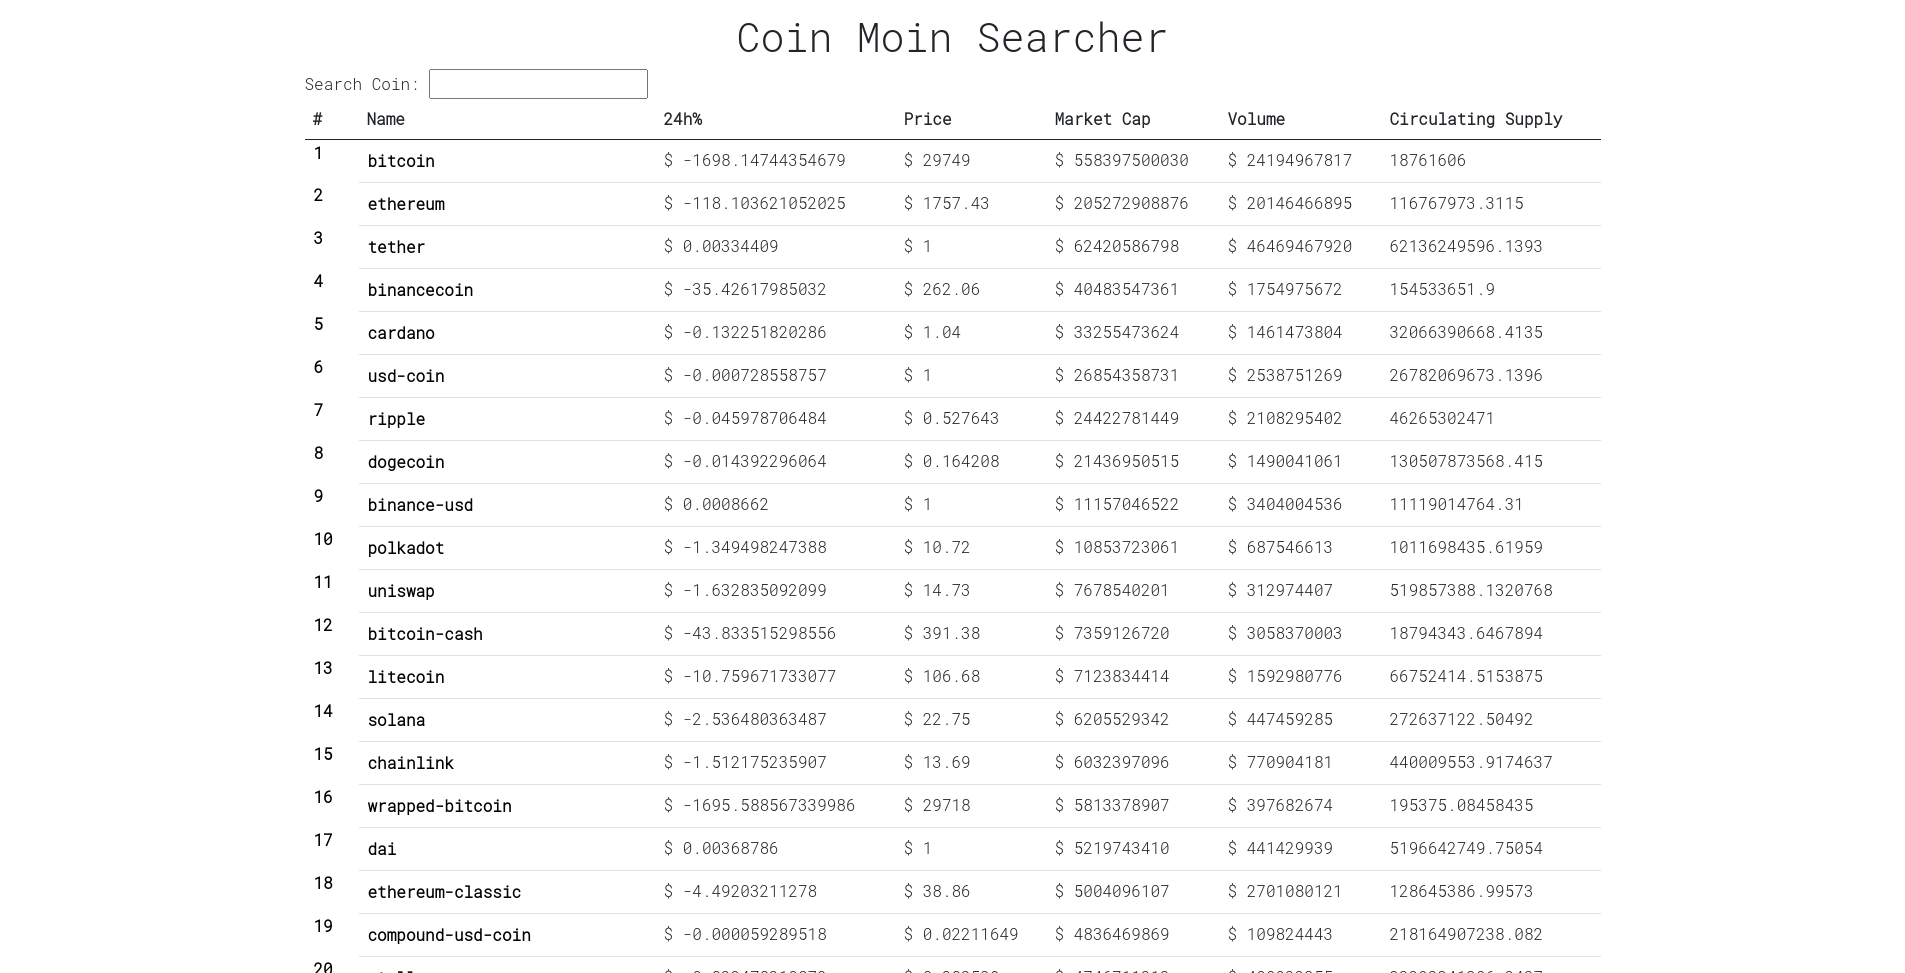 Coin Moin Searcher
Search Coin:
# Name 24h% Price Market Cap Volume Circulating Supply
1 bitcoin $ -1698.14744354679 $ 29749 $ 558397500030 $ 24194967817 18761606
2 ethereum $ -118.103621052025 $ 1757.43 $ 205272908876 $ 20146466895 116767973.3115
3 tether $ 0.00334409 $ 1 $ 62420586798 $ 46469467920 62136249596.1393
4 binancecoin $ -35.42617985032 $ 262.06 $ 40483547361 $ 1754975672 154533651.9
5 cardano $ -0.132251820286 $ 1.04 $ 33255473624 $ 1461473804 32066390668.4135
6 usd-coin $ -0.000728558757 $ 1 $ 26854358731 $ 2538751269 26782069673.1396
7 ripple $ -0.045978706484 $ 0.527643 $ 24422781449 $ 2108295402 46265302471
8 dogecoin $ -0.014392296064 $ 0.164208 $ 21436950515 $ 1490041061 130507873568.415
9 binance-usd $ 0.0008662 $ 1 $ 11157046522 $ 3404004536 11119014764.31
10 polkadot $ -1.349498247388 $ 10.72 $ 10853723061 $ 687546613 1011698435.61959
11 uniswap $ -1.632835092099 $ 14.73 $ 7678540201 $ 312974407 519857388.1320768
12 bitcoin-cash $ -43.833515298556 $ 391.38 $ 7359126720 $ 3058370003 18794343.6467894
13 litecoin $ -10.759671733077 $ 106.68 $ 7123834414 $ 1592980776 66752414.5153875
14 solana $ -2.536480363487 $ 22.75 $ 6205529342 $ 447459285 272637122.50492
15 chainlink $ -1.512175235907 $ 13.69 $ 6032397096 $ 770904181 440009553.9174637
16 wrapped-bitcoin $ -1695.588567339986 $ 29718 $ 5813378907 $ 397682674 195375.08458435
17 dai $ 0.00368786 $ 1 $ 5219743410 $ 441429939 5196642749.75054
18 ethereum-classic $ -4.49203211278 $ 38.86 $ 5004096107 $ 2701080121 128645386.99573
19 compound-usd-coin $ -0.000059289518 $ 0.02211649 $ 4836469869 $ 109824443 218164907238.082
20